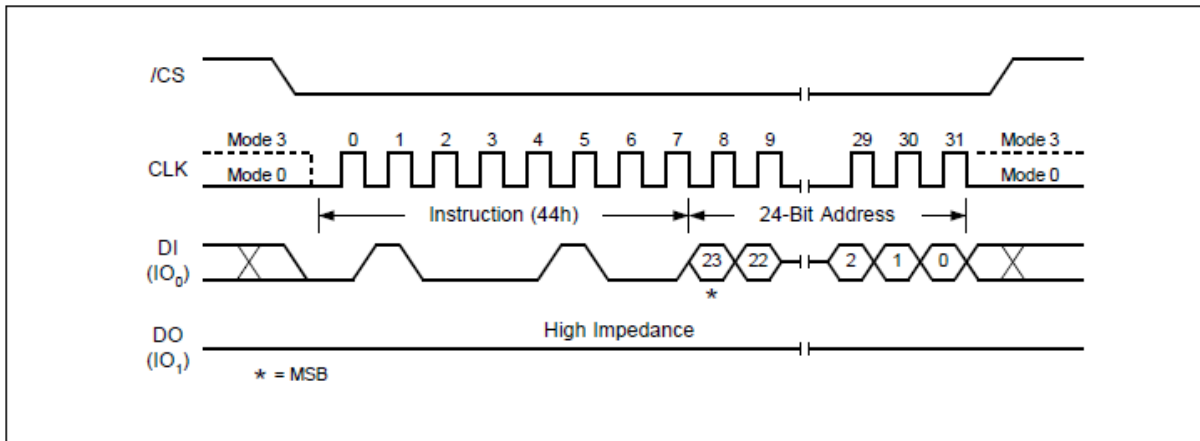 /CS
Mode 3 0 1 2 3 4 5 6 7 8 9 29 30 31 Mode 3
CLK
Mode 0 Mode 0
Instruction (44h) 24-Bit Address
DI
(IO0) 23 22 2 1 0
*
High Impedance
DO
(IO1)
* = MSB